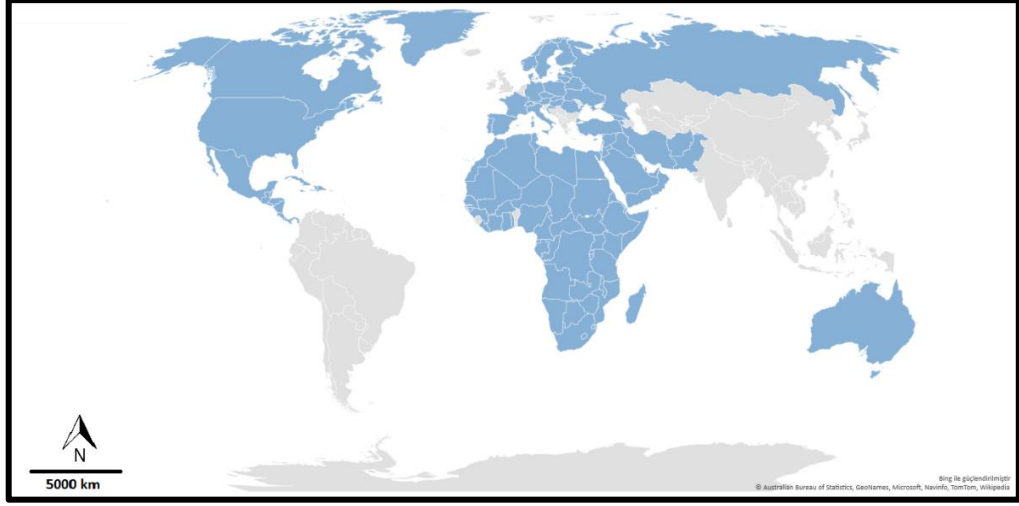 N
5000 km
Bing ile güçlendirilmiştir
© Australian Bureau of Statistics, GeoNames, Microsoft, Navinfo, TomTom, Wikipedia